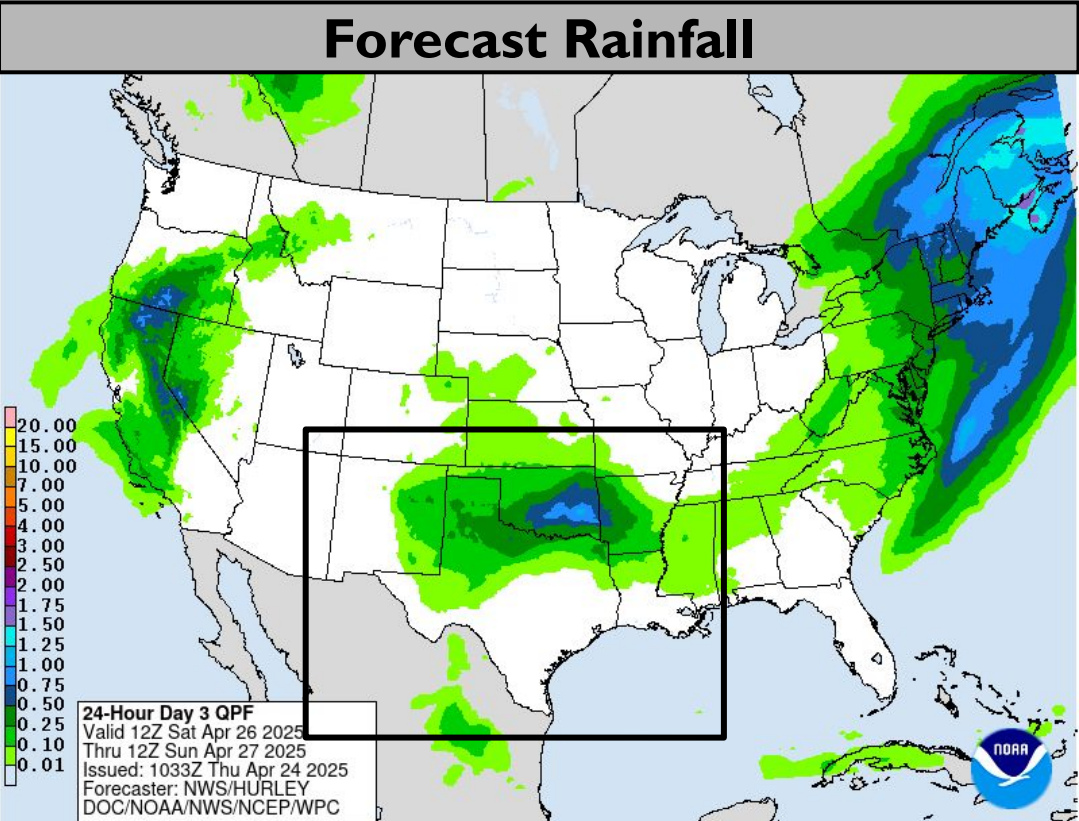 Forecast Rainfall
20.00
15.00
10.00
7.00
5.00
4.00
3.00
2.50
2.00
1.75
1.50
1.25
1.00
0.75
0.50
0.25
0.10
0.01
24-Hour Day 3 QPF
Valid 12Z Sat Apr 26 2025
Thru 12Z Sun Apr 27 2025
Issued: 1033Z Thu Apr 24 2025
Forecaster: NWS/HURLEY
DOC/NOAA/NWS/NCEP/WPC
NOAA